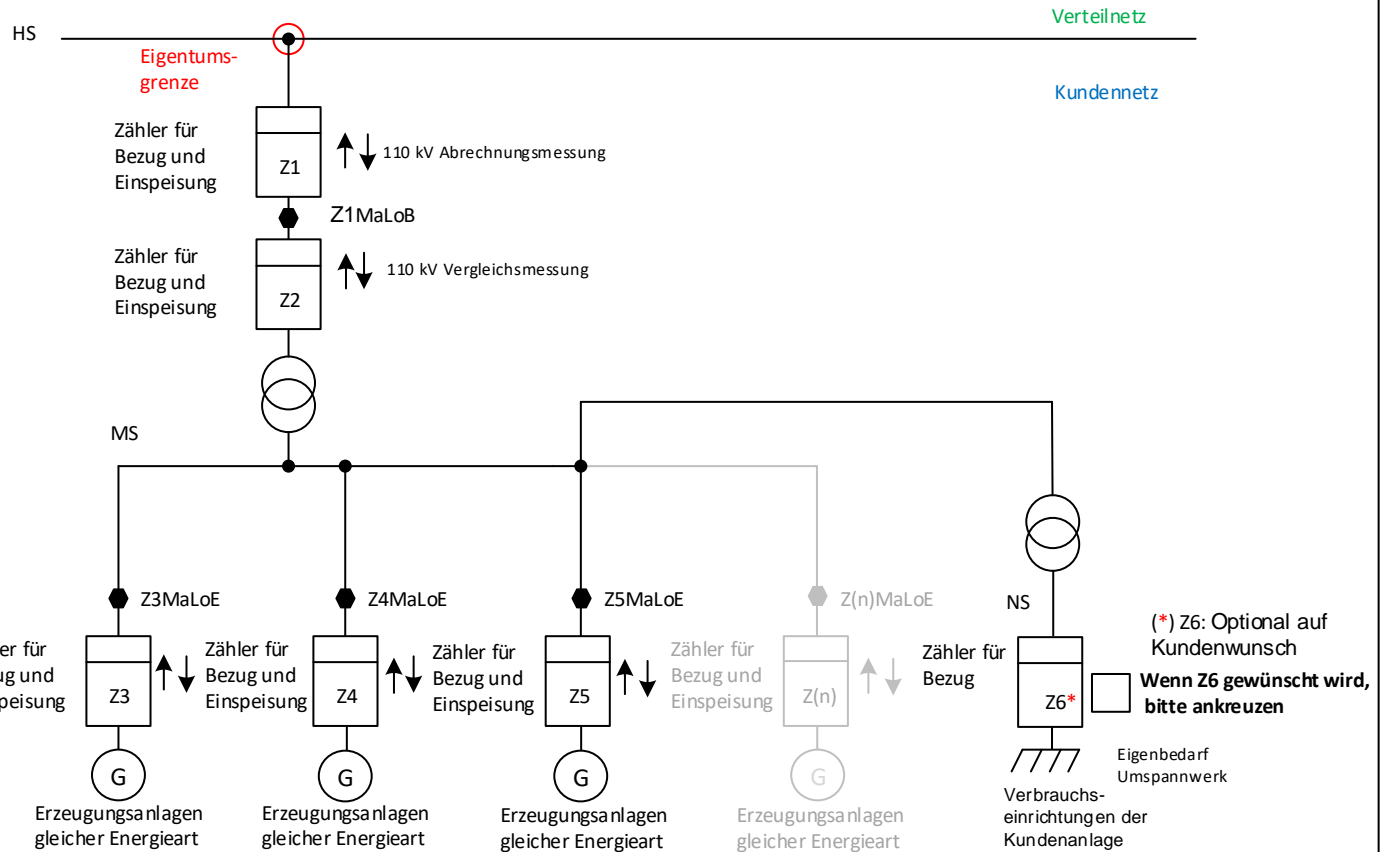 Verteilnetz
HS
Eigentums-
grenze
Kundennetz
Zähler für
Bezug und
Einspeisung
Z1
110 kV Abrechnungsmessung
Z1MaLoB
Zähler für
Bezug und
Einspeisung
Z2
110 kV Vergleichsmessung
MS
Z3MaLoE
Z4MaLoE
Z5MaLoE
Z(n)MaLoE
NS
(*) Z6: Optional auf
Kundenwunsch
er für
ug und
peisung
Z3
Zähler für
Bezug und
Einspeisung
Z4
Zähler für
Bezug und
Einspeisung
Z5
Zähler für
Bezug und
Einspeisung
Z(n)
Zähler für
Bezug
Z6*
Wenn Z6 gewünscht wird,
bitte ankreuzen
G
G
G
G
Eigenbedarf
Umspannwerk
Erzeugungsanlagen
gleicher Energieart
Erzeugungsanlagen
gleicher Energieart
Erzeugungsanlagen
gleicher Energieart
Erzeugungsanlagen
gleicher Energieart
Verbrauchs-
einrichtungen der
Kundenanlage